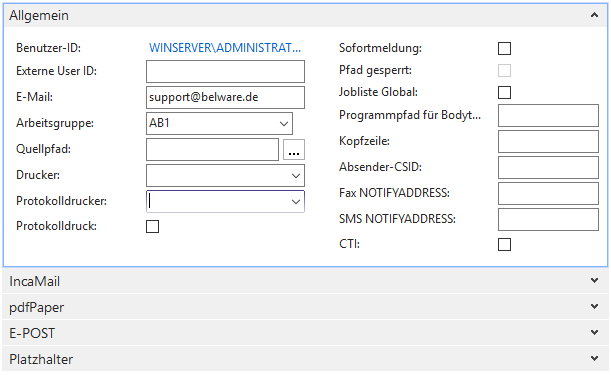 Allgemein
Benutzer-ID: WINSERVER\ADMINISTRAT...
Externe User ID:
E-Mail: support@belware.de
Arbeitsgruppe: AB1
Quellpfad: ...
Drucker:
Protokolldrucker:
Protokolldruck:
Sofortmeldung:
Pfad gesperrt:
Jobliste Global:
Programmpfad für Bodyt...
Kopfzeile:
Absender-CSID:
Fax NOTIFYADDRESS:
SMS NOTIFYADDRESS:
CTI:
IncaMail
pdfPaper
E-POST
Platzhalter